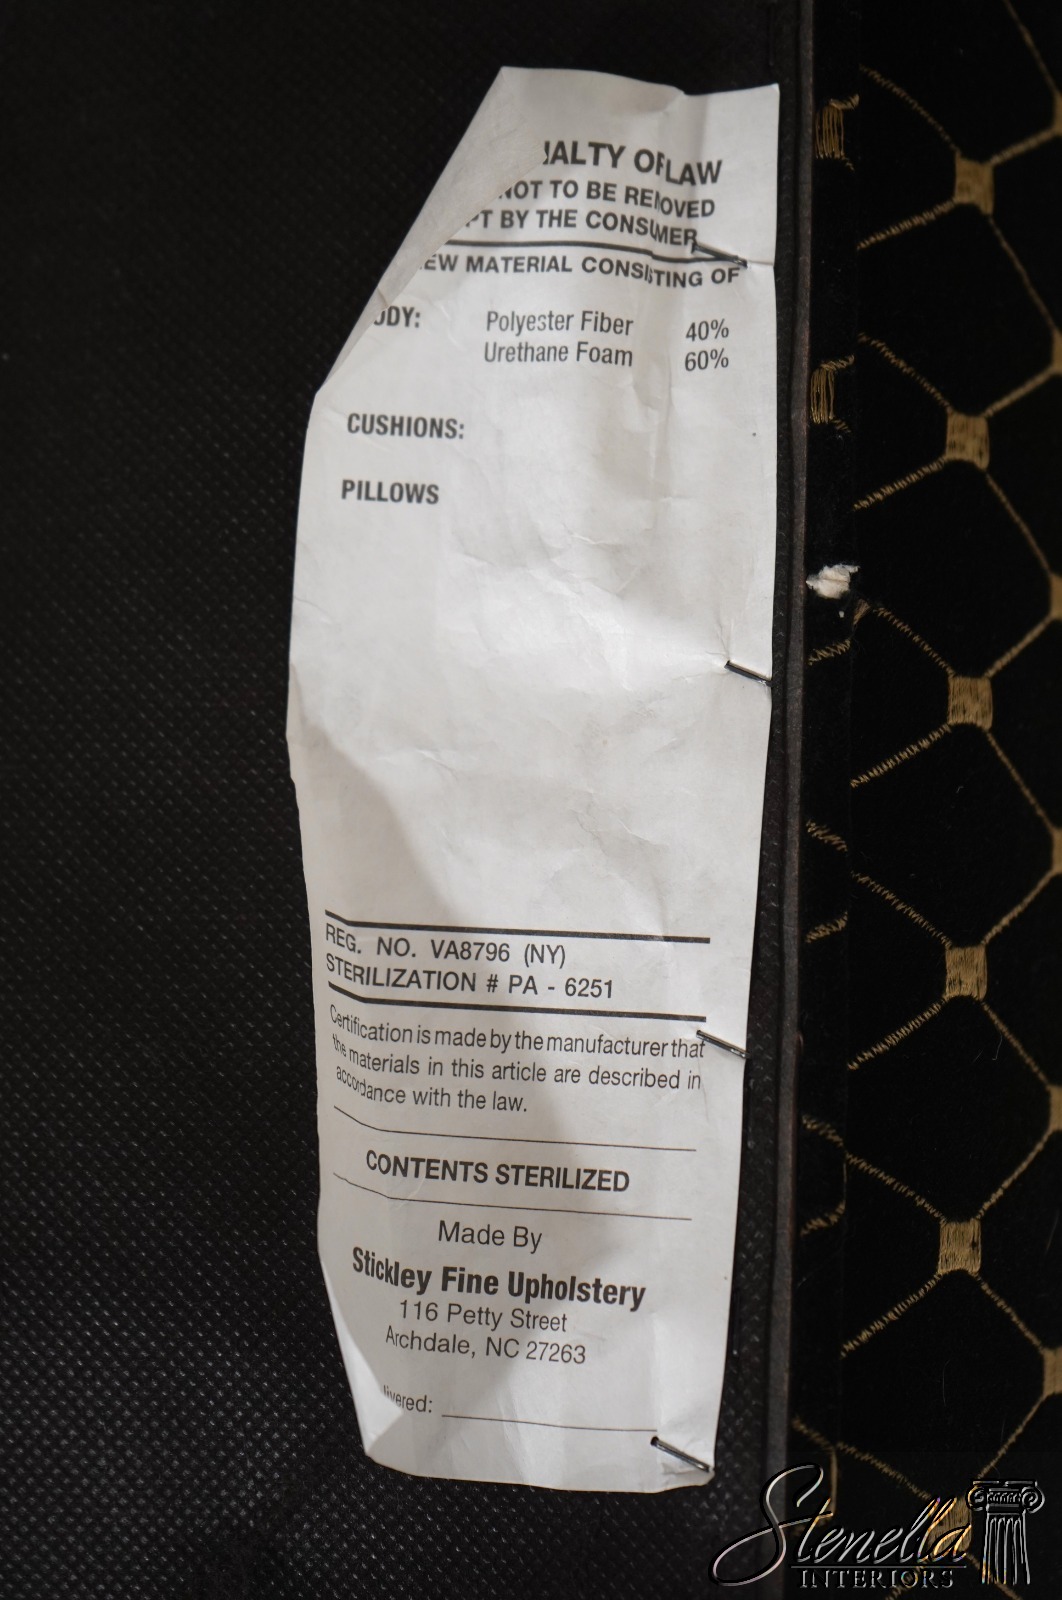 ALTY OF LAW
NOT TO BE REMOVED
PT BY THE CONSUMER
EW MATERIAL CONSISTING OF
ODY: Polyester Fiber 40%
Urethane Foam 60%
CUSHIONS:
PILLOWS
REG. NO. VA8796 (NY)
STERILIZATION # PA - 6251
Certification is made by the manufacturer that
the materials in this article are described in
accordance with the law.
CONTENTS STERILIZED
Made By
Stickley Fine Upholstery
116 Petty Street
Archdale, NC 27263
livered:
Stenella
INTERIORS